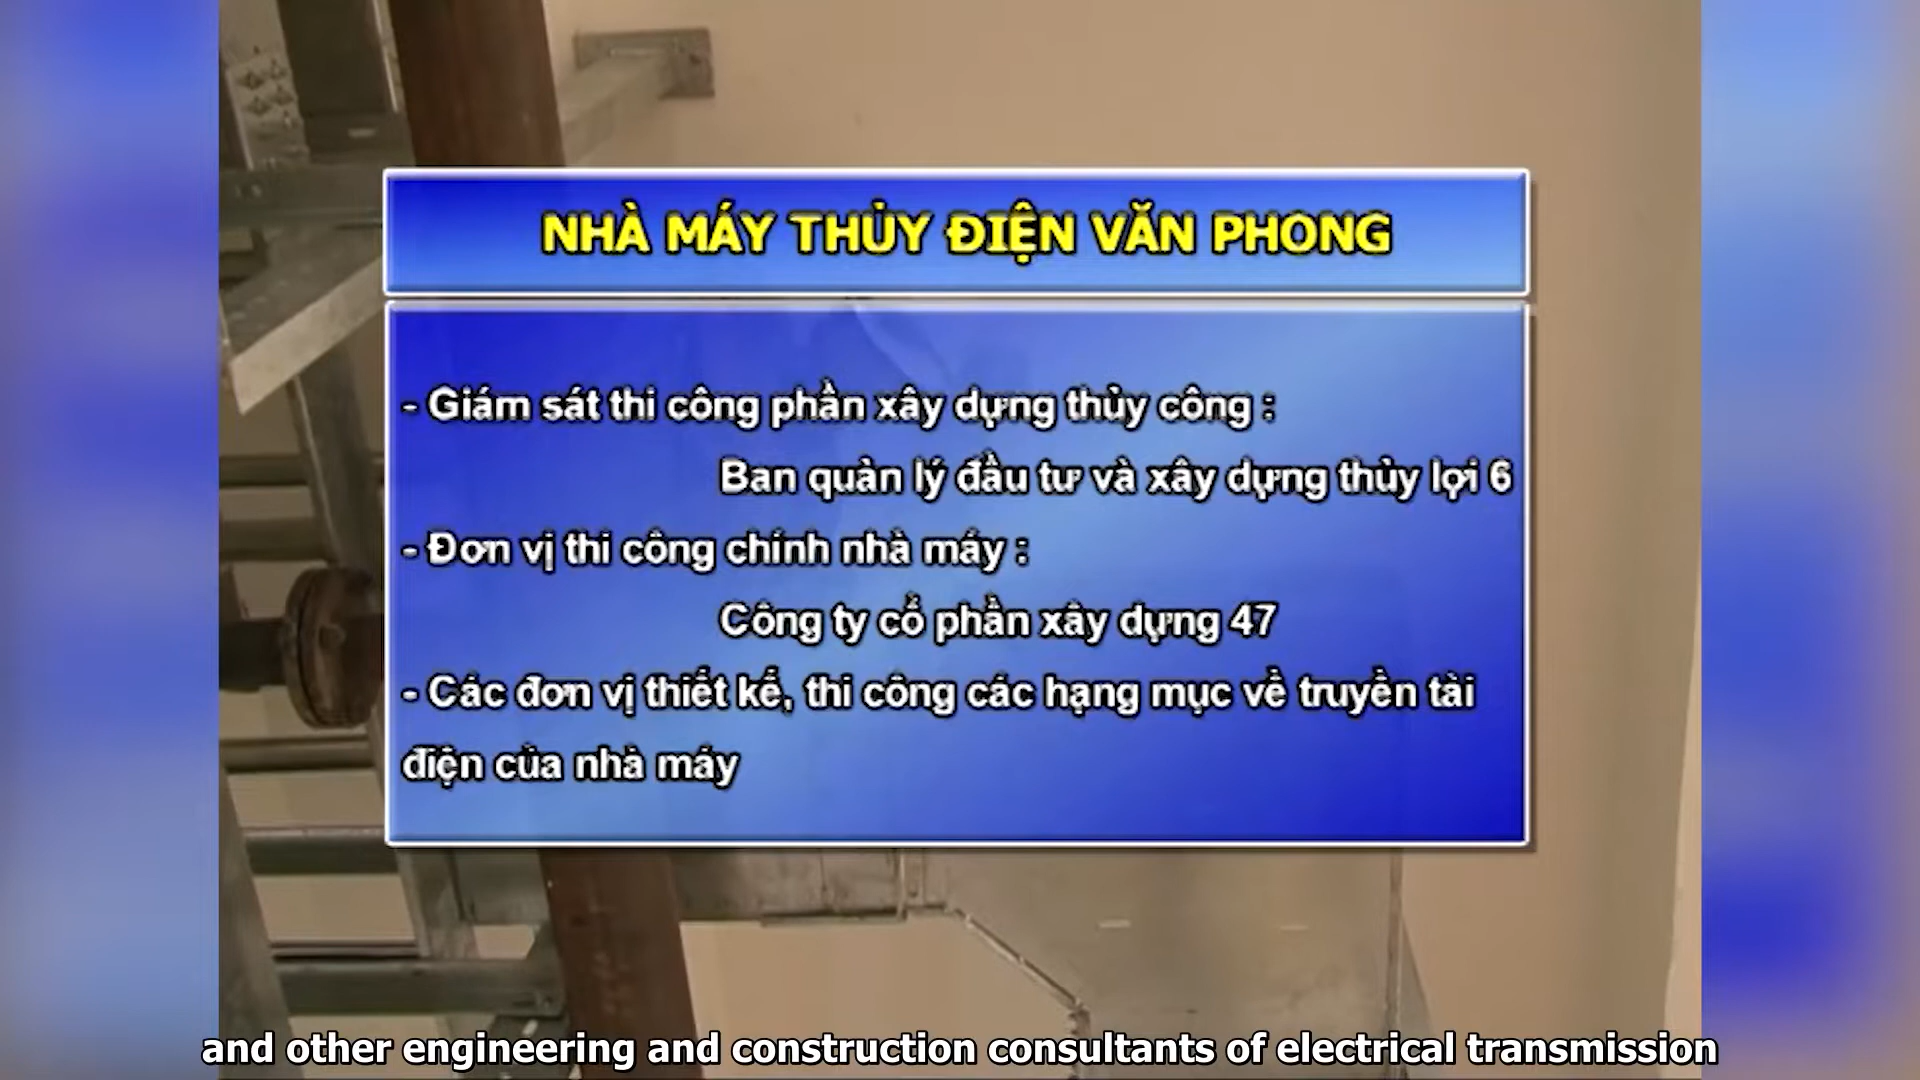 NHÀ MÁY THỦY ĐIỆN VĂN PHONG
- Giám sát thi công phần xây dựng thủy công :
Ban quản lý đầu tư và xây dựng thủy lợi 6
- Đơn vị thi công chính nhà máy :
Công ty cổ phần xây dựng 47
- Các đơn vị thiết kế, thi công các hạng mục về truyền tải
điện của nhà máy
and other engineering and construction consultants of electrical transmission